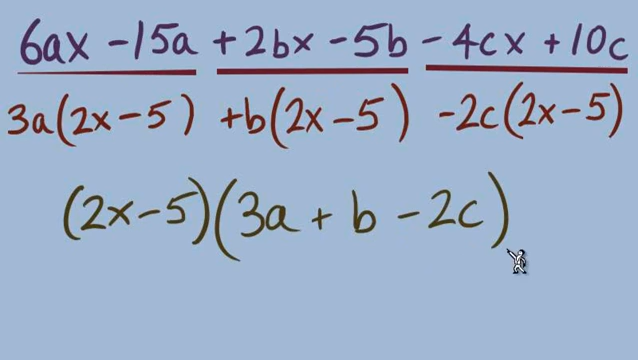 6ax -15a +2bx -5b -4cx +10c
3a(2x-5) +b(2x-5) -2c(2x-5)
(2x-5)(3a + b -2c)